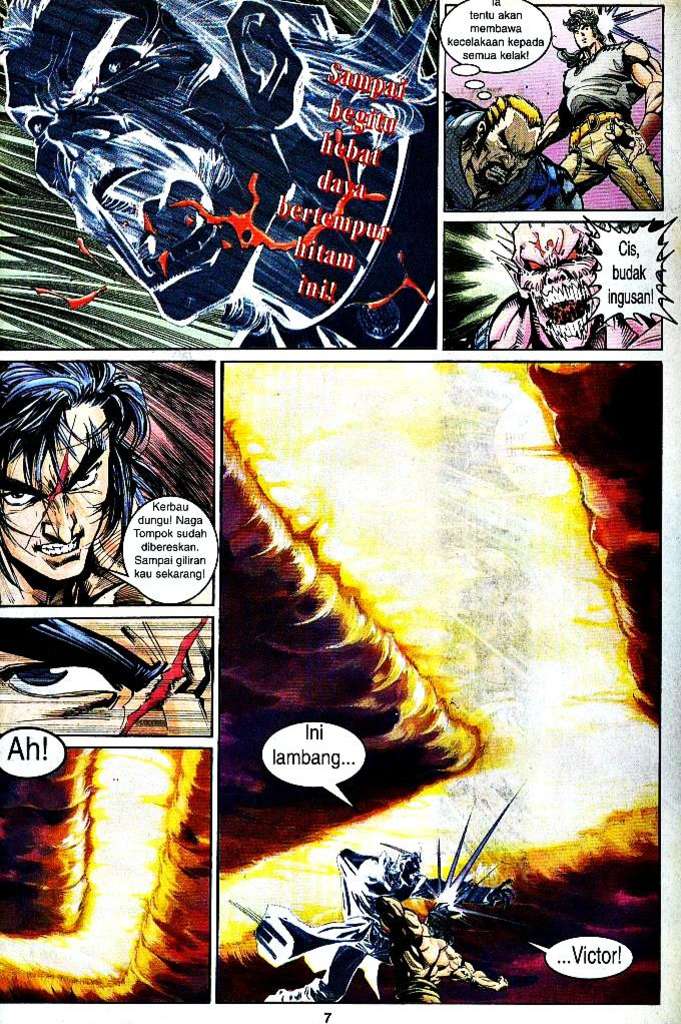 Sampai
begitu
hebat
daya
bertempur
hitam
ini!
Ia
tentu akan
membawa
kecelakaan kepada
semua kelak!
Cis,
budak
ingusan!
Kerbau
dungu! Naga
Tompok sudah
dibereskan.
Sampai giliran
kau sekarang!
Ah!
Ini
lambang...
...Victor!
7